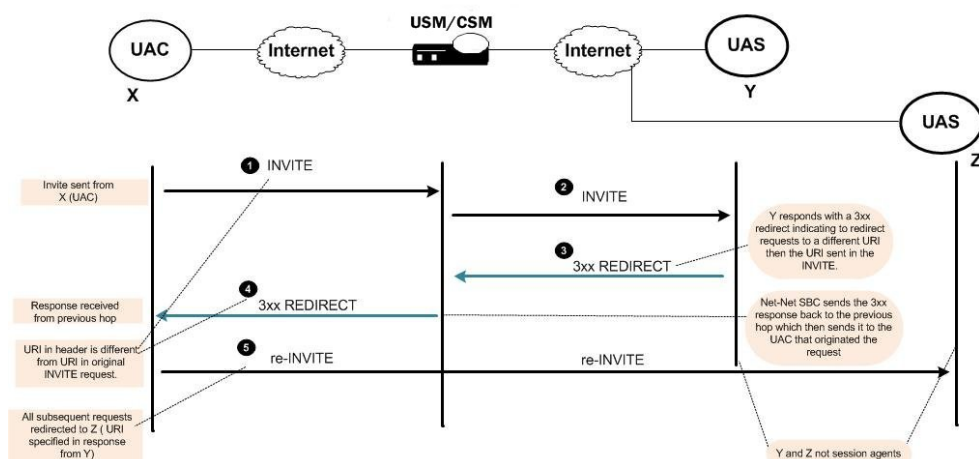 USM/CSM
UAC
Internet
Internet
UAS
X
Y
UAS
Z
1 INVITE
Invite sent from
X (UAC)
2 INVITE
Y responds with a 3xx
redirect indicating to redirect
requests to a different URI
then the URI sent in the
INVITE.
3 3xx REDIRECT
4 3xx REDIRECT
Response received
from previous hop
Net-Net SBC sends the 3xx
response back to the previous
hop which then sends it to the
UAC that originated the
request
URI in header is different
from URI in original
INVITE request.
5 re-INVITE
re-INVITE
All subsequent requests
redirected to Z ( URI
specified in response
from Y)
Y and Z not session agents